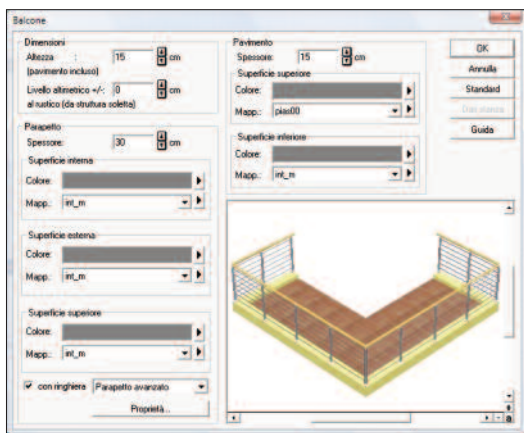 Balcone
Dimensioni
Altezza : 15 cm
(pavimento incluso)
Livello altimetrico +/-: 0 cm
al rustico (da struttura soletta)
Parapetto
Spessore: 30 cm
Superficie interna
Colore:
Mapp.: int_m
Superficie esterna
Colore:
Mapp.: int_m
Superficie superiore
Colore:
Mapp.: int_m
con ringhiera Parapetto avanzato
Proprietà...
Pavimento
Spessore: 15 cm
Superficie superiore
Colore:
Mapp.: pias00
Superficie inferiore
Colore:
Mapp.: int_m
OK
Annulla
Standard
Guida